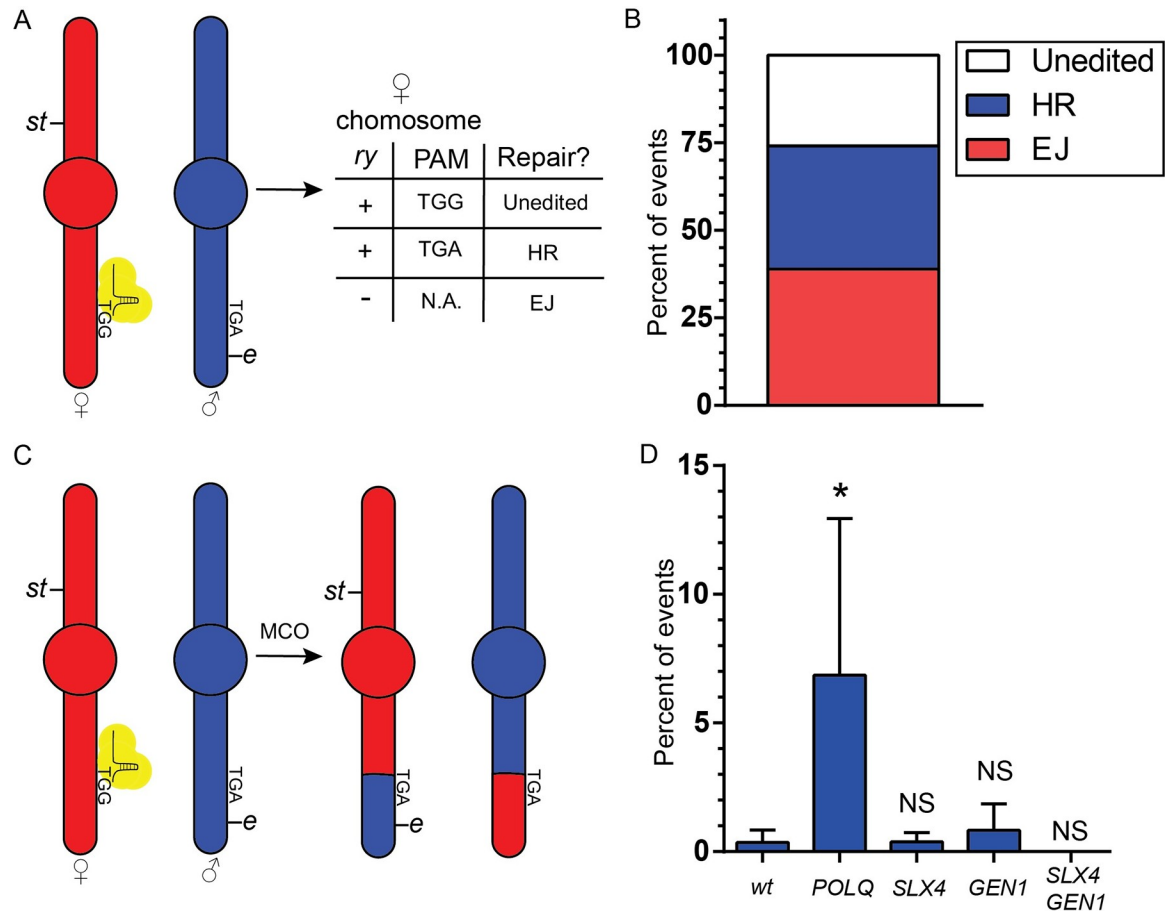 A
st
TGG
TGA
e
♀
♂
♀
chomosome
ry PAM Repair?
+ TGG Unedited
+ TGA HR
- N.A. EJ
B
Percent of events
100
75
50
25
0
Unedited
HR
EJ
C
st
TGG
TGA
e
♀
♂
MCO
st
TGA
e
TGA
D
Percent of events
15
10
5
0
*
NS
NS
NS
wt
POLQ
SLX4
GEN1
SLX4
GEN1